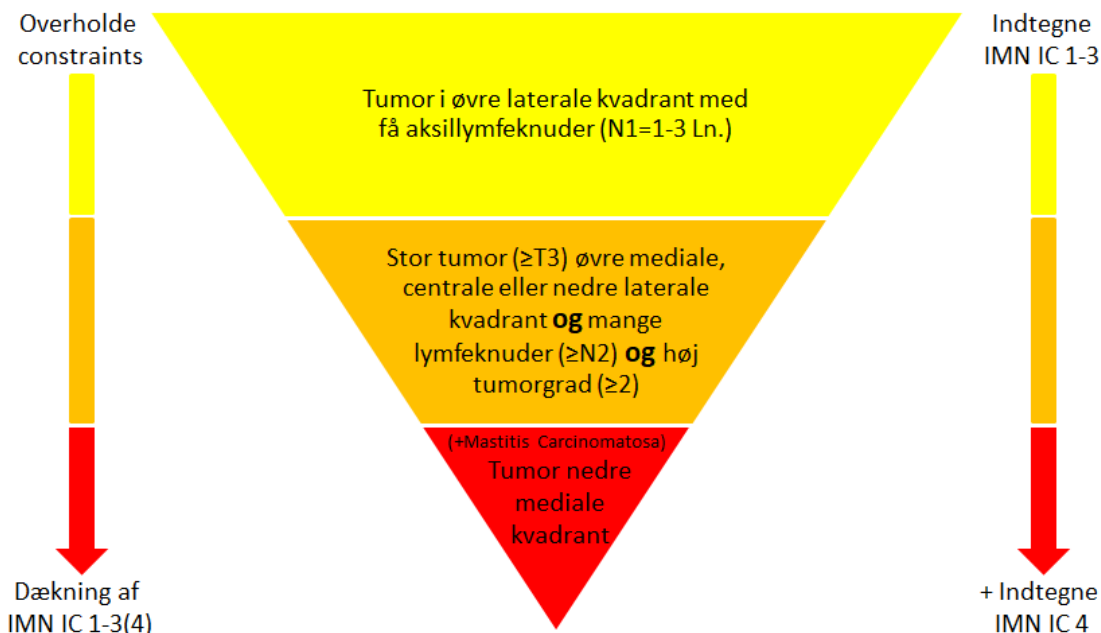 Overholde
constraints
Indtegne
IMN IC 1-3
Tumor i øvre laterale kvadrant med
få aksillymfeknuder (N1=1-3 Ln.)
Stor tumor (≥T3) øvre mediale,
centrale eller nedre laterale
kvadrant og mange
lymfeknuder (≥N2) og høj
tumorgrad (≥2)
(+Mastitis Carcinomatosa)
Tumor nedre
mediale
kvadrant
Dækning af
IMN IC 1-3(4)
+ Indtegne
IMN IC 4